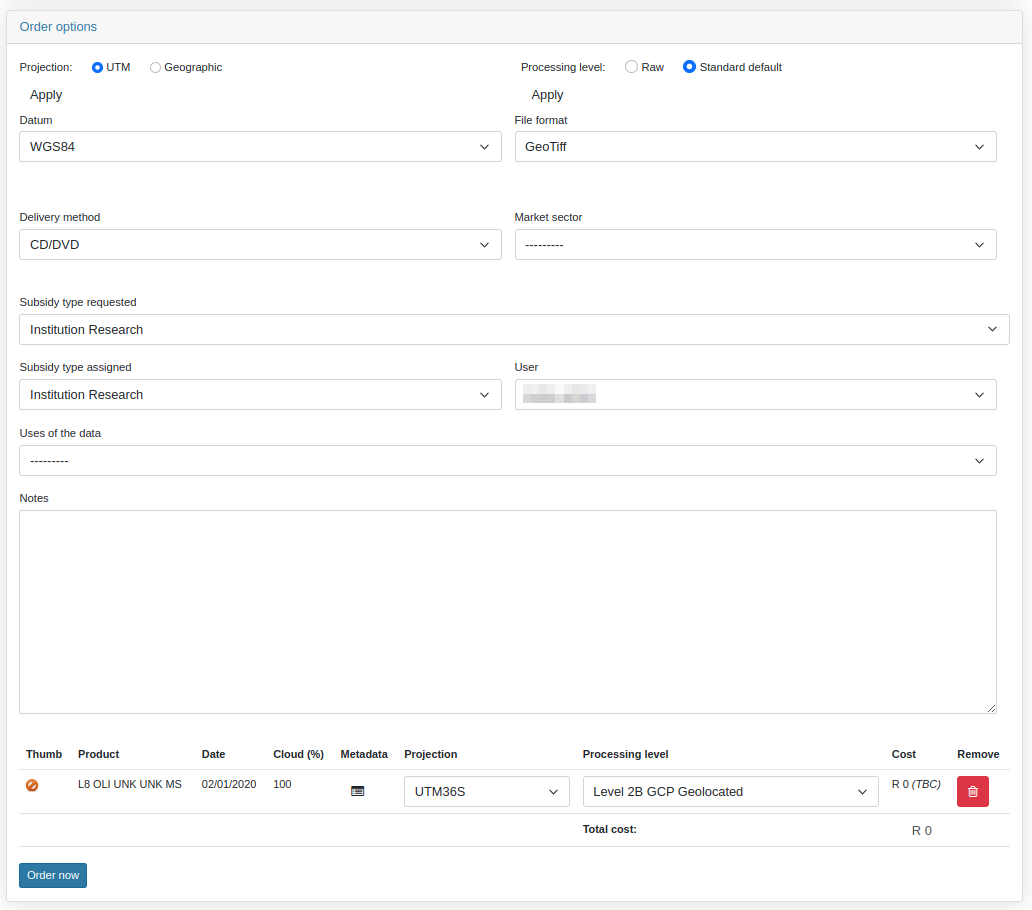 Order options
Projection: UTM Geographic Processing level: Raw Standard default
Apply Apply
Datum File format
WGS84 GeoTiff
Delivery method Market sector
CD/DVD ---------
Subsidy type requested
Institution Research
Subsidy type assigned User
Institution Research
Uses of the data
---------
Notes
Thumb Product Date Cloud (%) Metadata Projection Processing level Cost Remove
L8 OLI UNK UNK MS 02/01/2020 100 UTM36S Level 2B GCP Geolocated R 0 (TBC)
Total cost: R 0
Order now